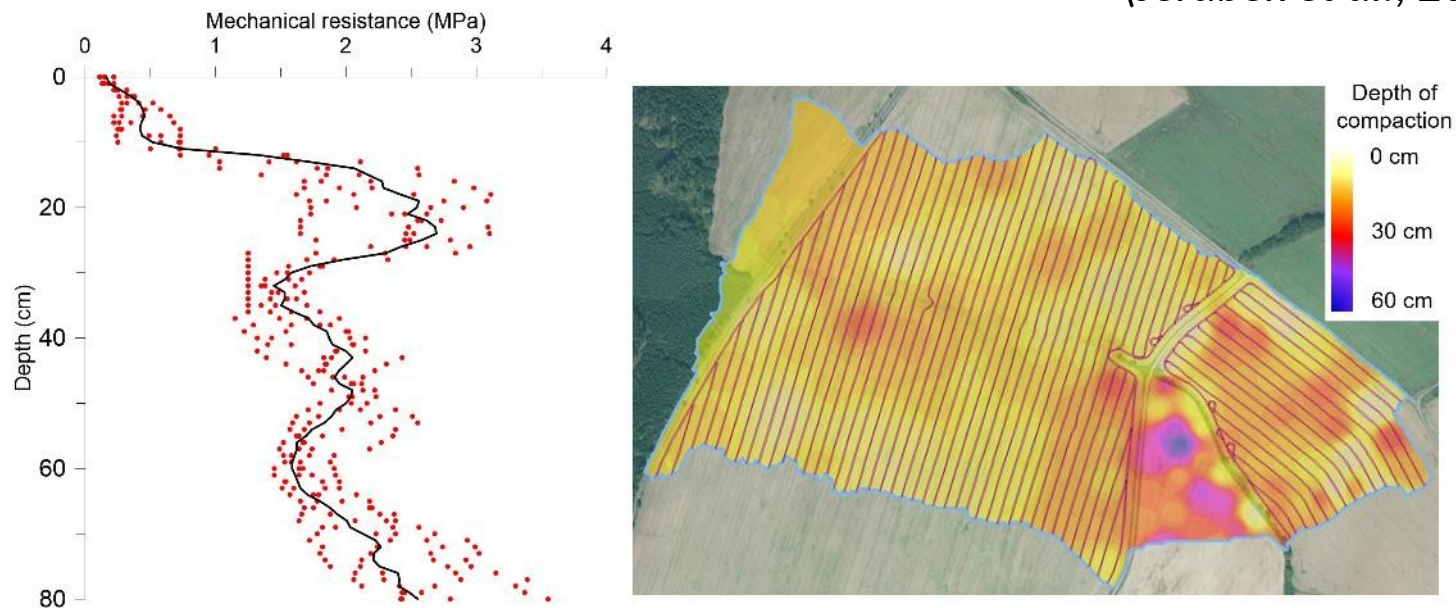 Mechanical resistance (MPa)
0 1 2 3 4
0
20
40
60
80
Depth (cm)
Depth of
compaction
0 cm
30 cm
60 cm